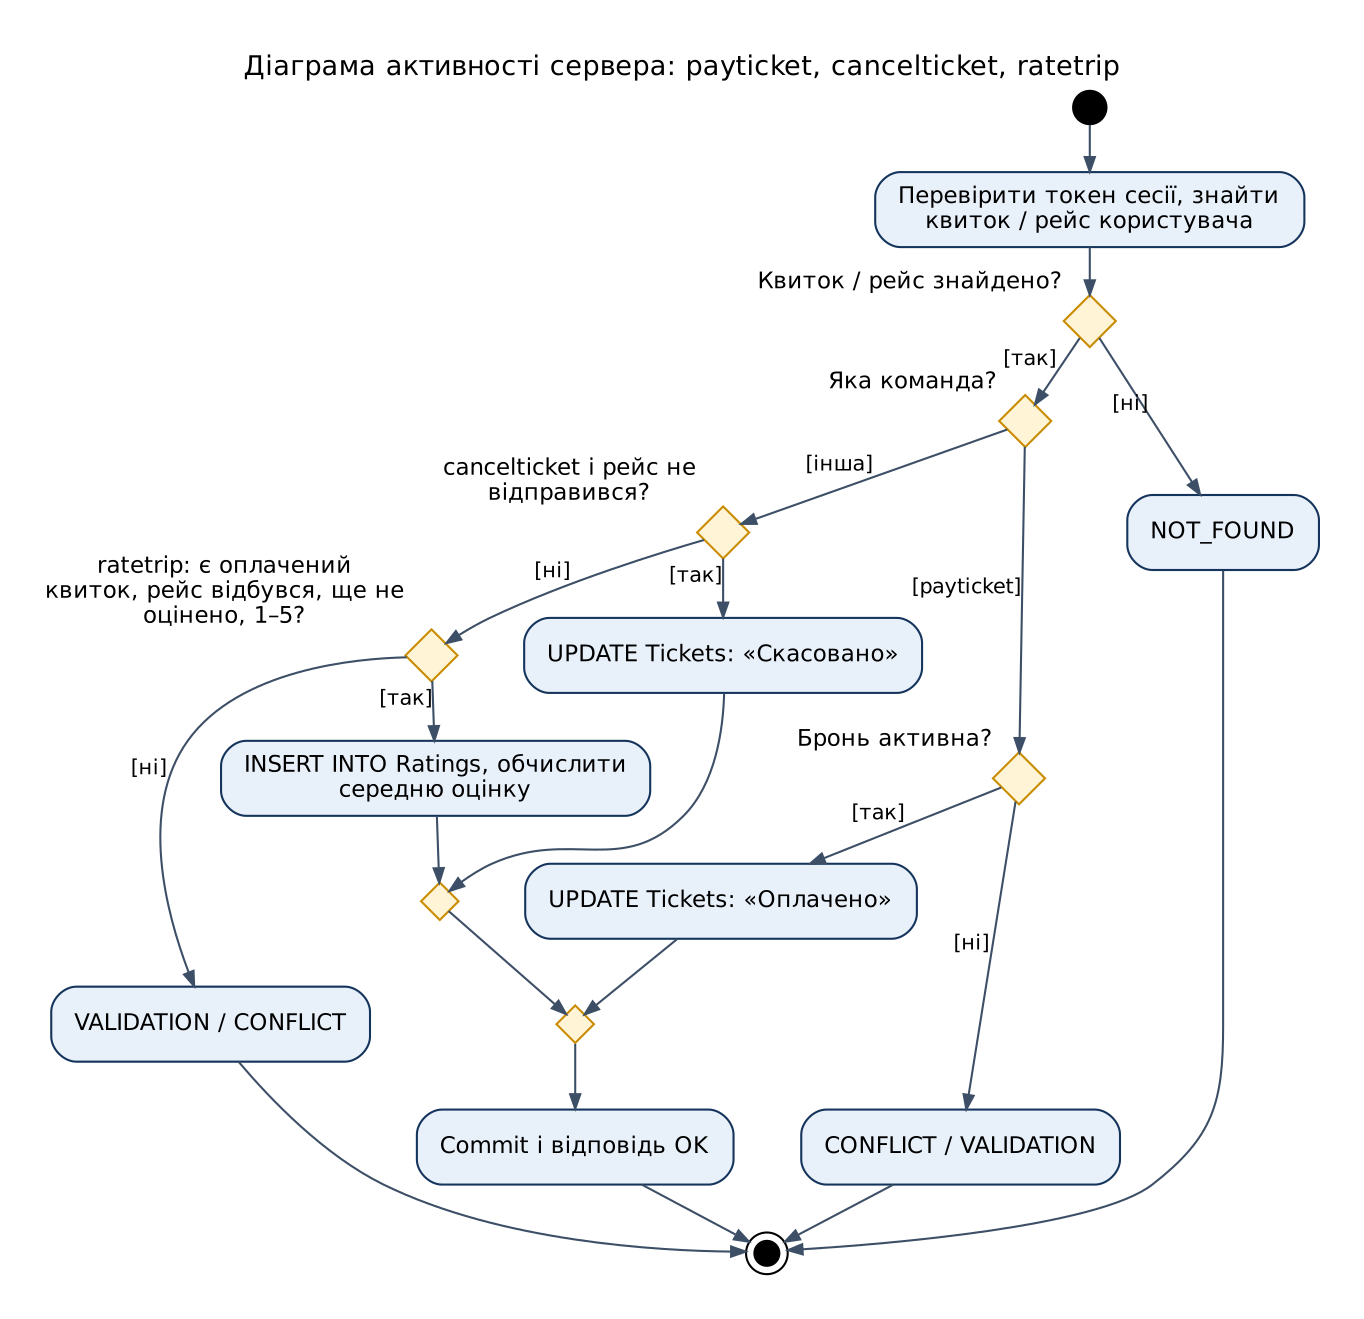 Діаграма активності сервера: payticket, cancelticket, ratetrip
Перевірити токен сесії, знайти
квиток / рейс користувача
Квиток / рейс знайдено?
[так]
Яка команда?
[ні]
[інша]
cancelticket і рейс не
відправився?
NOT_FOUND
[ні]
[так]
[payticket]
ratetrip: є оплачений
квиток, рейс відбувся, ще не
оцінено, 1–5?
UPDATE Tickets: «Скасовано»
[так]
Бронь активна?
[ні]
INSERT INTO Ratings, обчислити
середню оцінку
[так]
UPDATE Tickets: «Оплачено»
[ні]
VALIDATION / CONFLICT
Commit і відповідь OK
CONFLICT / VALIDATION